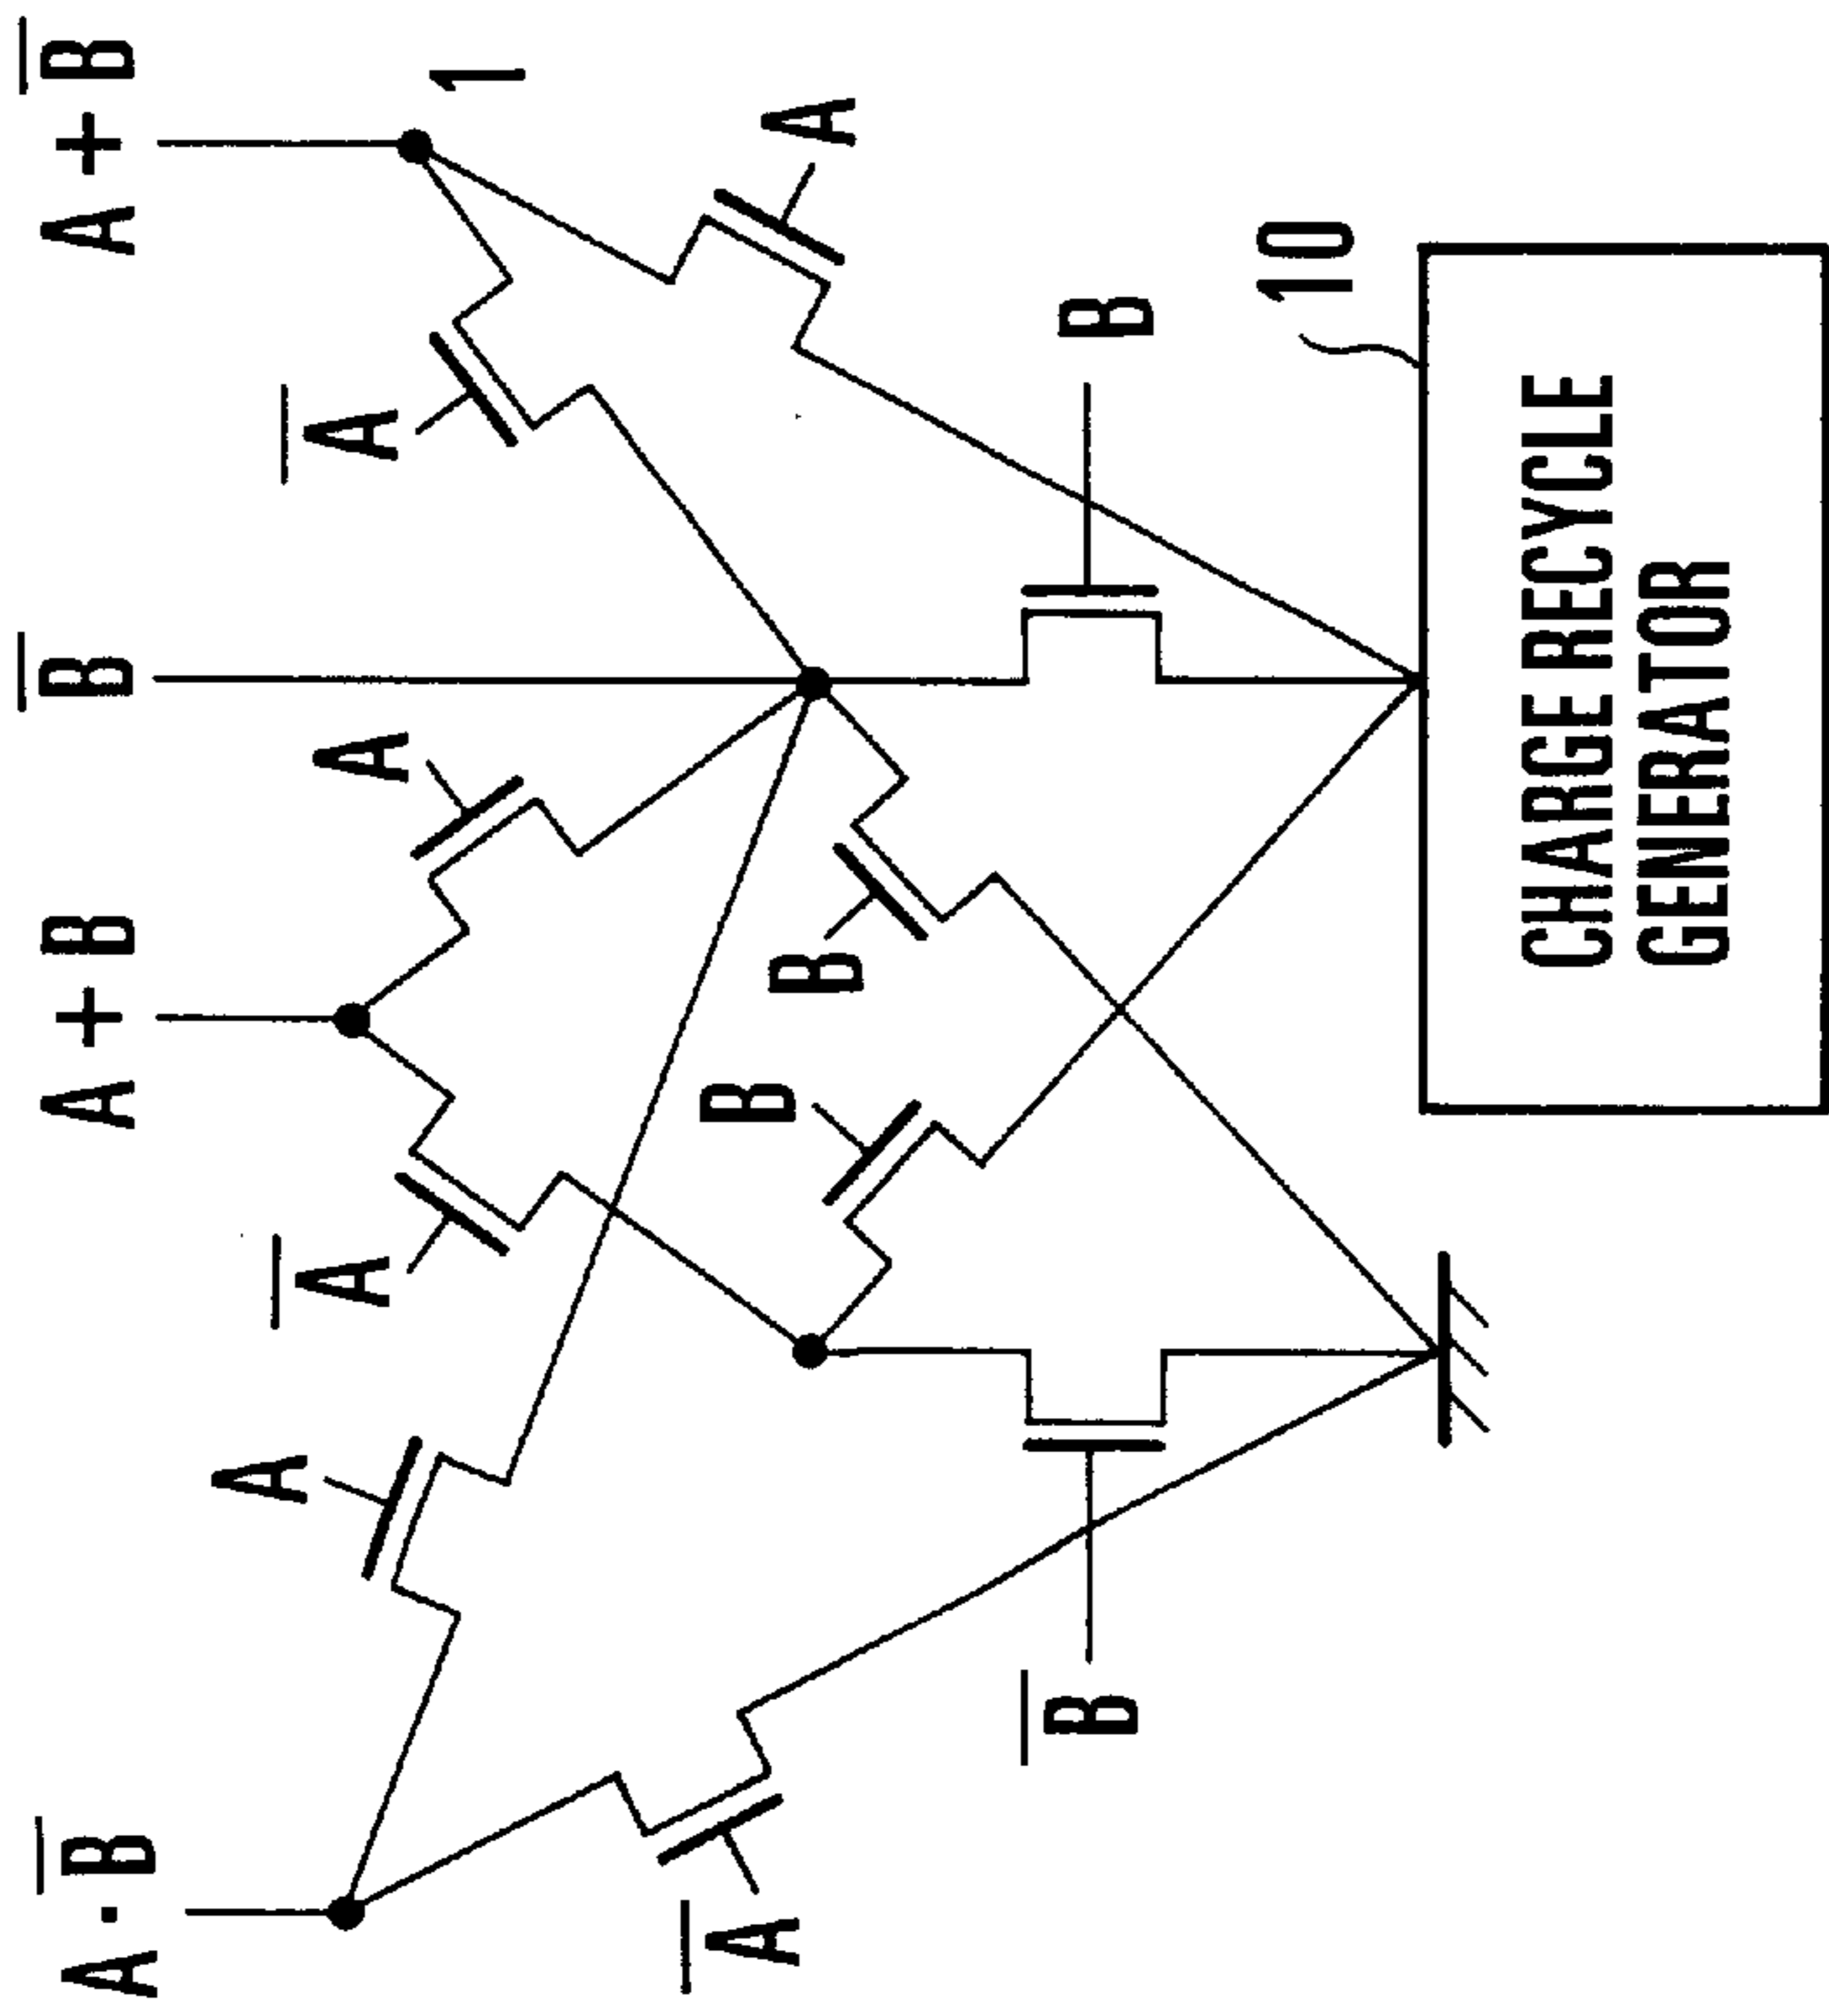 A · B̅
A + B
B̅
A + B̅
A
A̅
A
A̅
1
A̅
B
B
A
B̅
B
10
CHARGE RECYCLE
GENERATOR